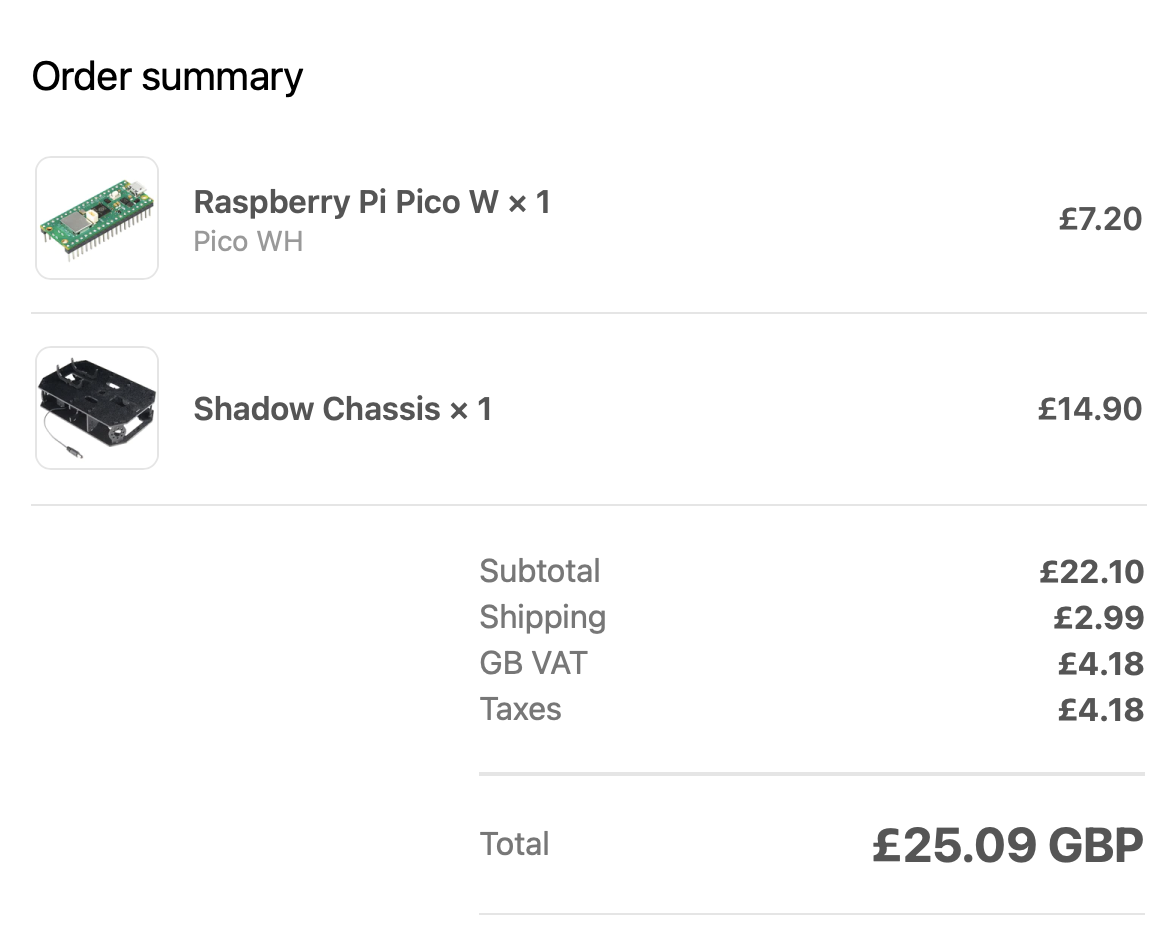 Order summary
Raspberry Pi Pico W × 1
Pico WH
£7.20
Shadow Chassis × 1
£14.90
Subtotal £22.10
Shipping £2.99
GB VAT £4.18
Taxes £4.18
Total £25.09 GBP